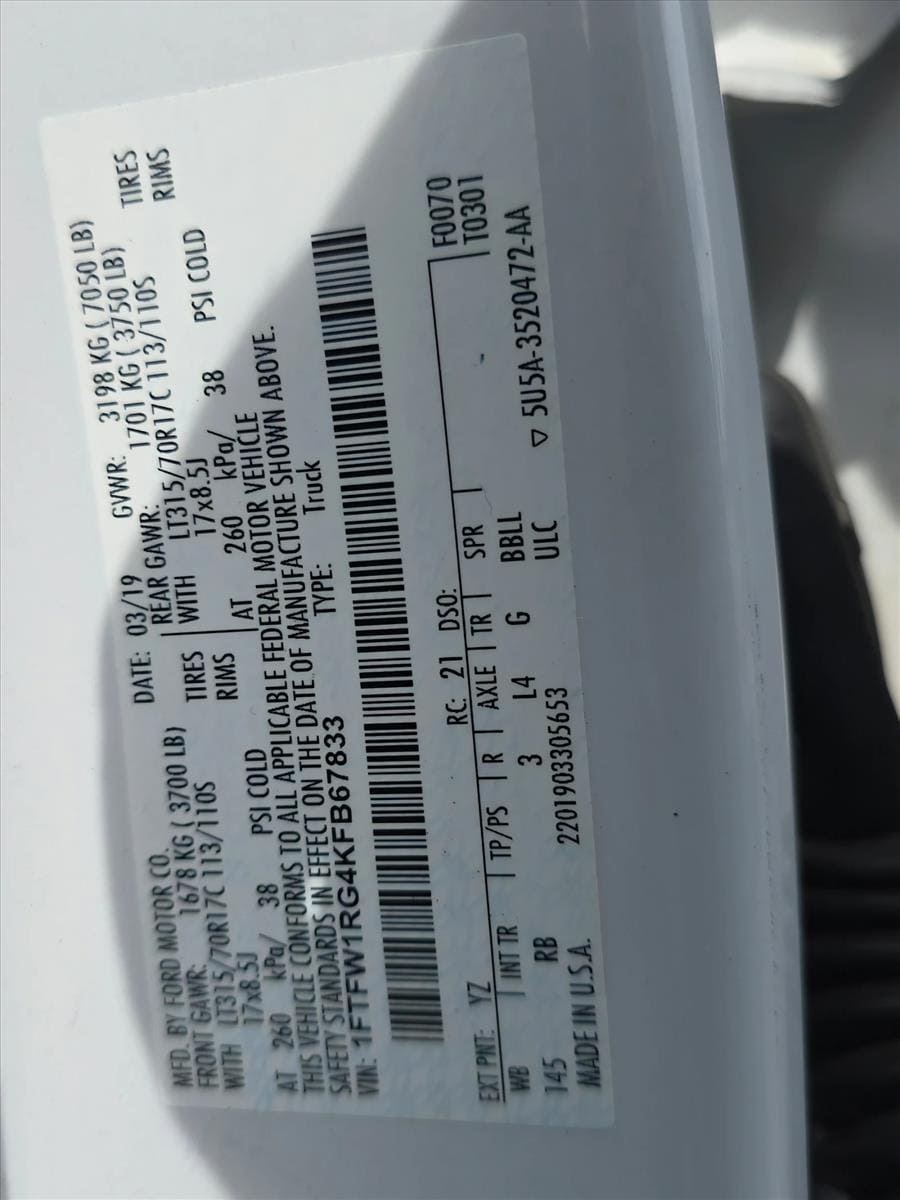 MFD. BY FORD MOTOR CO.
DATE: 03/19 GVWR: 3198 KG ( 7050 LB)
FRONT GAWR: 1678 KG ( 3700 LB) REAR GAWR: 1701 KG ( 3750 LB)
WITH LT315/70R17C 113/110S TIRES WITH LT315/70R17C 113/110S TIRES
17x8.5J RIMS 17x8.5J RIMS
AT 260 kPa/ 38 PSI COLD AT 260 kPa/ 38 PSI COLD
THIS VEHICLE CONFORMS TO ALL APPLICABLE FEDERAL MOTOR VEHICLE
SAFETY STANDARDS IN EFFECT ON THE DATE OF MANUFACTURE SHOWN ABOVE.
VIN: 1FTFW1RG4KFB67833 TYPE: Truck
F0070
EXT PNT: YZ RC: 21 DSO: T0301
WB INT TR TP/PS R AXLE TR SPR
145 RB 3 L4 G BBLL
2201903305653 ULC
MADE IN U.S.A. ▽ 5U5A-3520472-AA